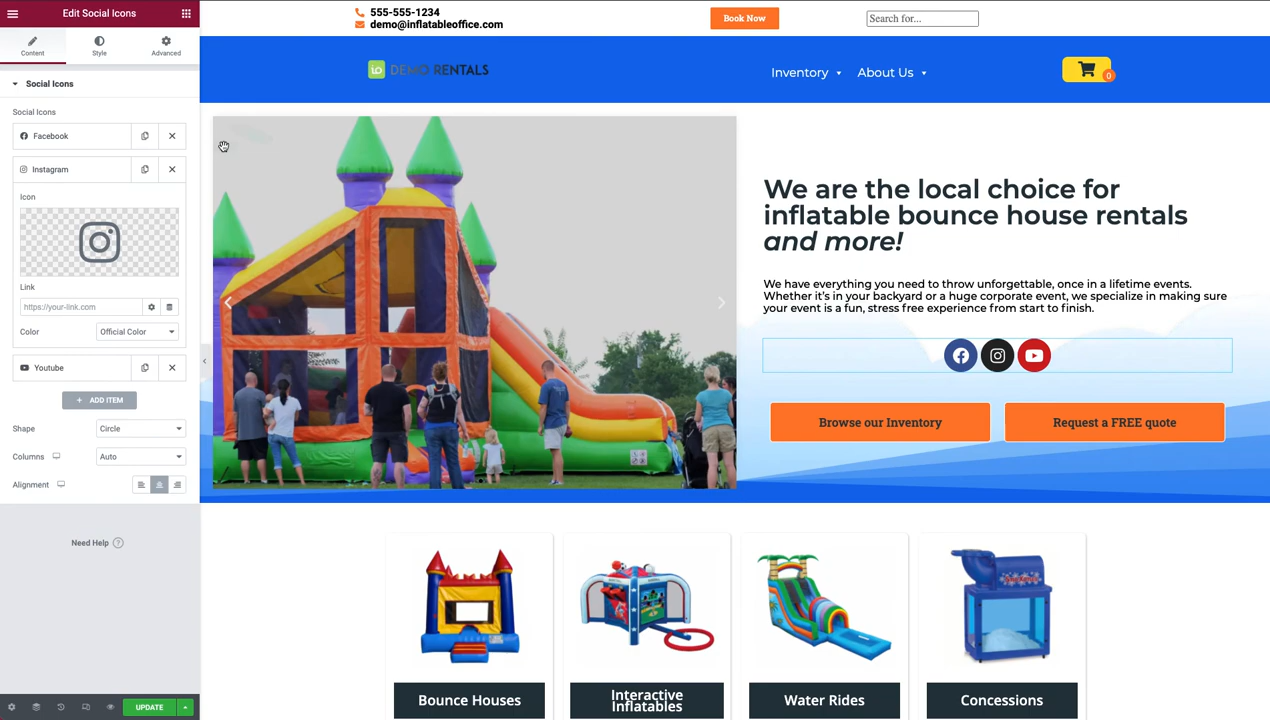 Edit Social Icons
Content
Style
Advanced
Social Icons
Social Icons
Facebook
Instagram
Icon
Link
https://your-link.com
Color
Official Color
Youtube
+ ADD ITEM
Shape
Circle
Columns
Auto
Alignment
Need Help ?
UPDATE
555-555-1234
demo@inflatableoffice.com
Book Now
Search for...
io DEMO RENTALS
Inventory
About Us
0
We are the local choice for
inflatable bounce house rentals
and more!
We have everything you need to throw unforgettable, once in a lifetime events.
Whether it's in your backyard or a huge corporate event, we specialize in making sure
your event is a fun, stress free experience from start to finish.
Browse our Inventory
Request a FREE quote
Bounce Houses
Interactive
Inflatables
Water Rides
Concessions